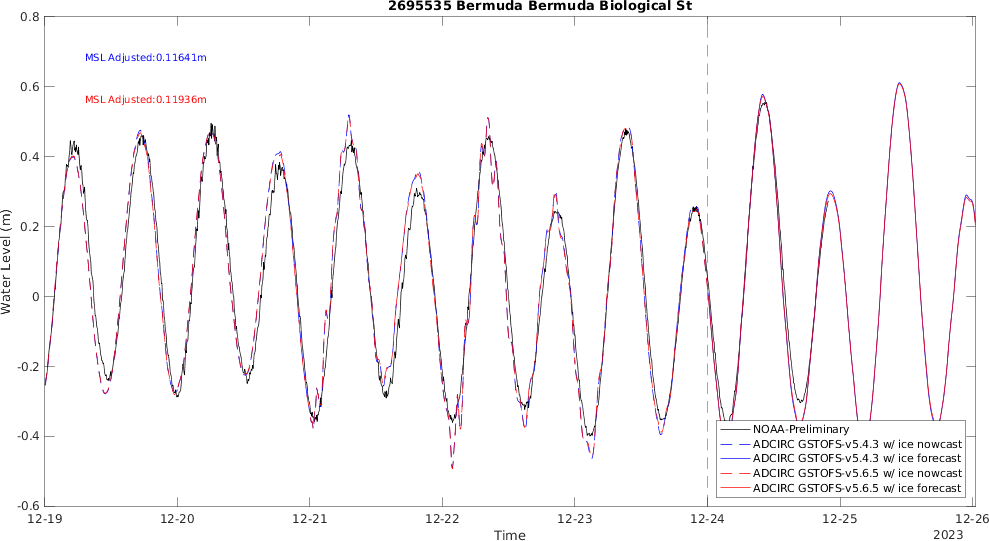 2695535 Bermuda Bermuda Biological St
0.8
MSL Adjusted:0.11641m
0.6
MSL Adjusted:0.11936m
0.4
0.2
Water Level (m)
0
-0.2
-0.4
-0.6
NOAA-Preliminary
ADCIRC GSTOFS-v5.4.3 w/ ice nowcast
ADCIRC GSTOFS-v5.4.3 w/ ice forecast
ADCIRC GSTOFS-v5.6.5 w/ ice nowcast
ADCIRC GSTOFS-v5.6.5 w/ ice forecast
12-19 12-20 12-21 12-22 12-23 12-24 12-25 12-26
Time
2023